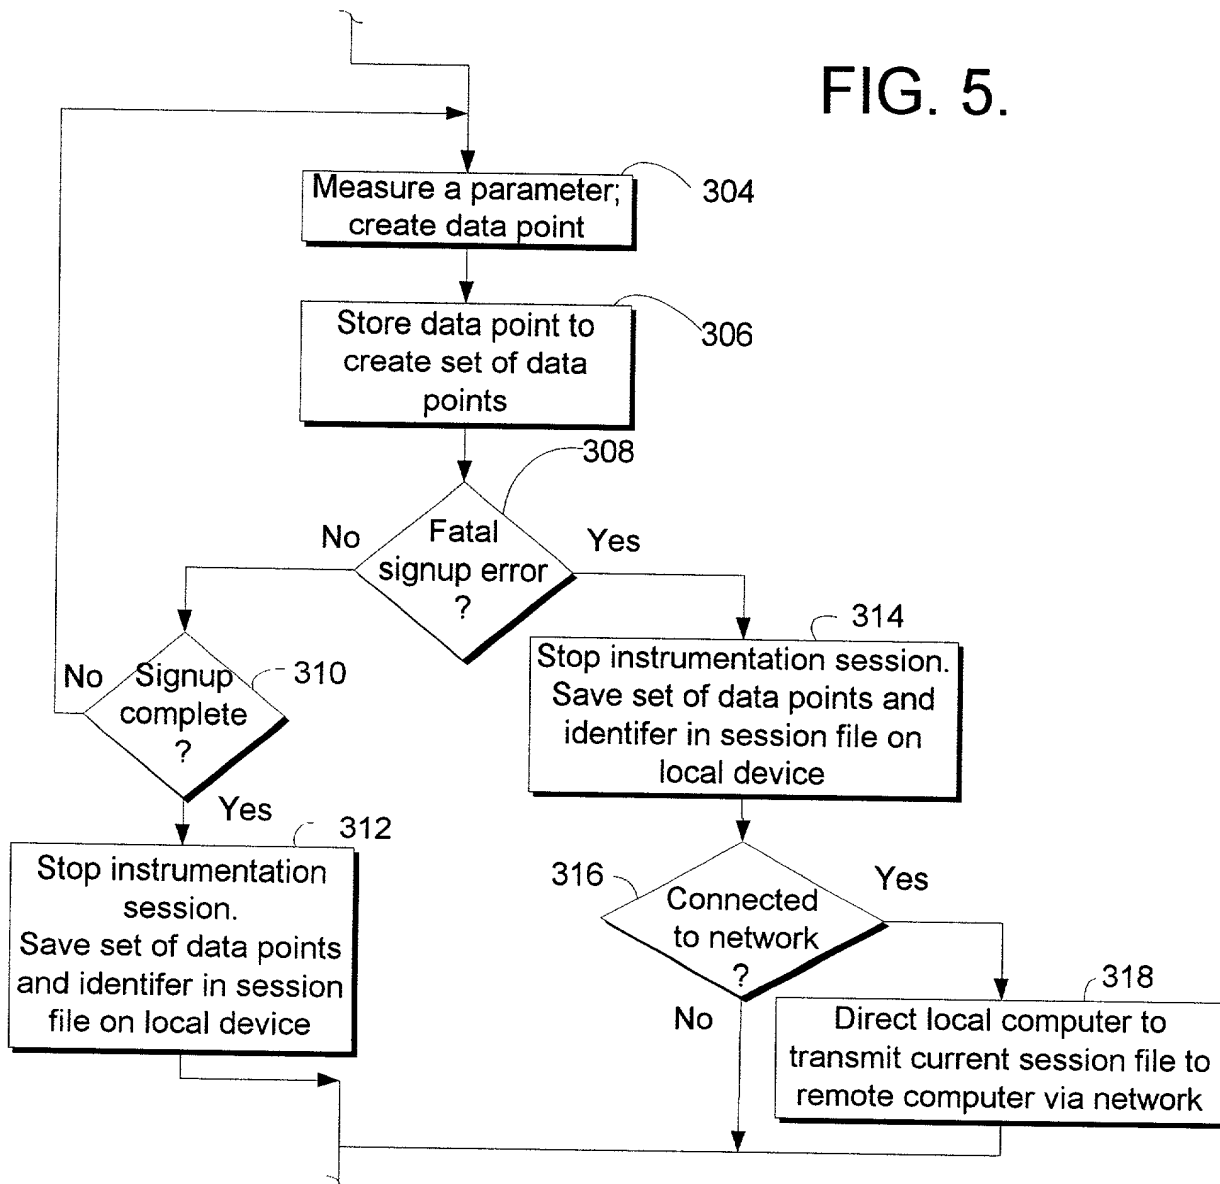 FIG. 5.
Measure a parameter;
create data point
304
Store data point to
create set of data
points
306
308
Fatal
signup error
?
No
Yes
Signup
complete
?
310
No
Yes
314
Stop instrumentation session.
Save set of data points and
identifer in session file on
local device
312
Stop instrumentation
session.
Save set of data points
and identifer in session
file on local device
316
Connected
to network
?
Yes
No
318
Direct local computer to
transmit current session file to
remote computer via network